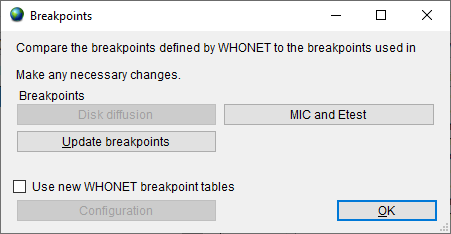 Breakpoints
Compare the breakpoints defined by WHONET to the breakpoints used in
Make any necessary changes.
Breakpoints
Disk diffusion
MIC and Etest
Update breakpoints
Use new WHONET breakpoint tables
Configuration
OK